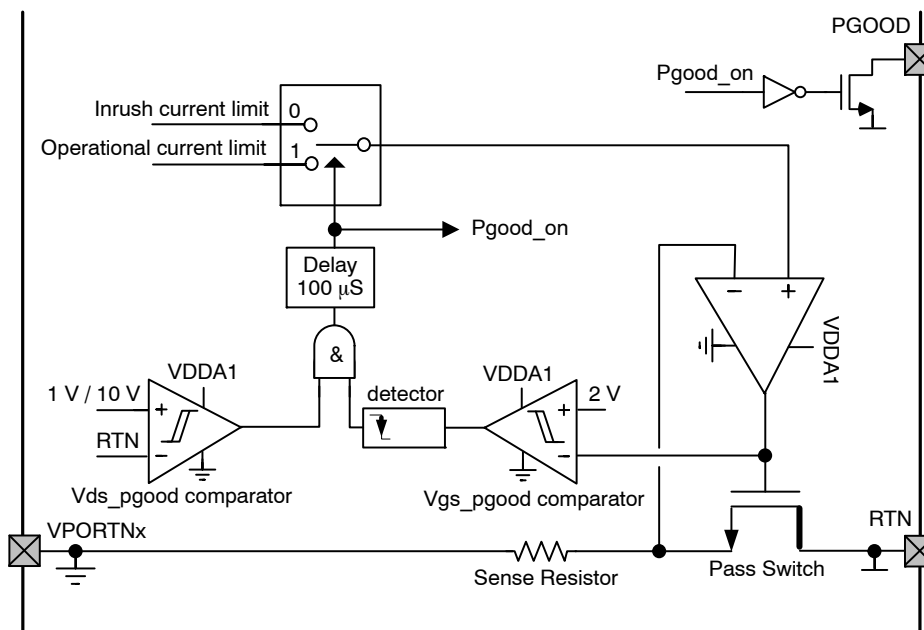 PGOOD
Pgood_on
Inrush current limit
0
Operational current limit
1
Pgood_on
Delay
100 μS
–
+
VDDA1
&
VDDA1
detector
VDDA1
1 V / 10 V
+
+
2 V
RTN
–
–
Vds_pgood comparator
Vgs_pgood comparator
VPORTNx
RTN
Sense Resistor
Pass Switch